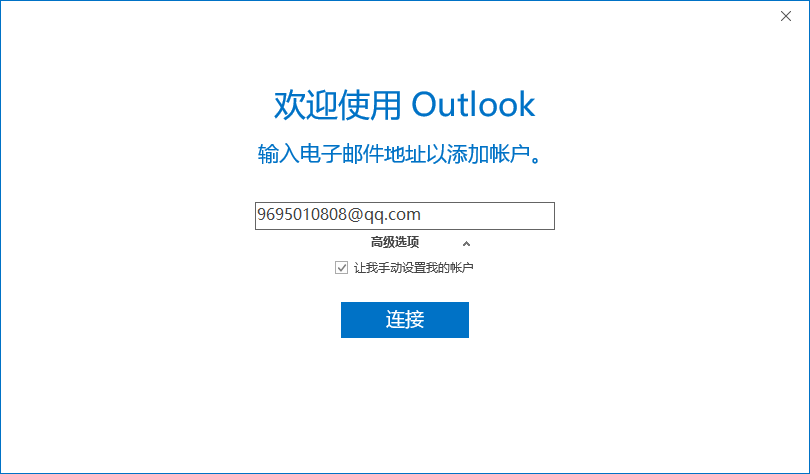 欢迎使用 Outlook
输入电子邮件地址以添加帐户。
9695010808@qq.com
高级选项
让我手动设置我的帐户
连接